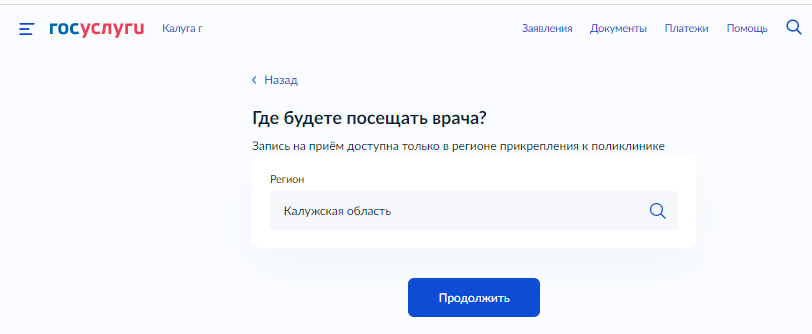 госуслуги Калуга г Заявления Документы Платежи Помощь
Назад
Где будете посещать врача?
Запись на приём доступна только в регионе прикрепления к поликлинике
Регион
Калужская область
Продолжить